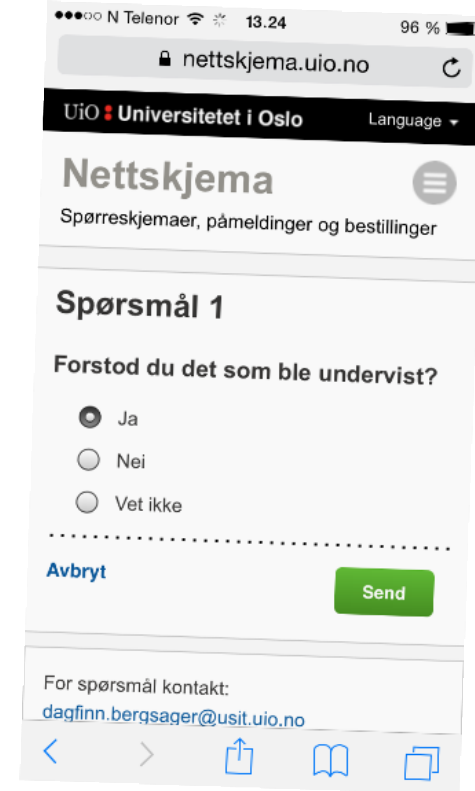 N Telenor 13.24 96 %
nettskjema.uio.no
UiO : Universitetet i Oslo Language
Nettskjema
Spørreskjemaer, påmeldinger og bestillinger
Spørsmål 1
Forstod du det som ble undervist?
Ja
Nei
Vet ikke
Avbryt Send
For spørsmål kontakt:
dagfinn.bergsager@usit.uio.no